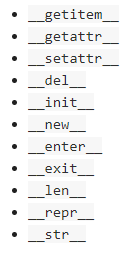 __getitem__
__getattr__
__setattr__
__del__
__init__
__new__
__enter__
__exit__
__len__
__repr__
__str__